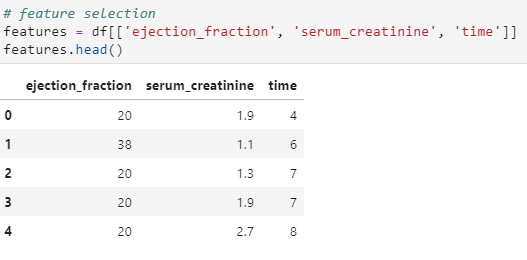 # feature selection
features = df[['ejection_fraction', 'serum_creatinine', 'time']]
features.head()
ejection_fraction serum_creatinine time
0 20 1.9 4
1 38 1.1 6
2 20 1.3 7
3 20 1.9 7
4 20 2.7 8